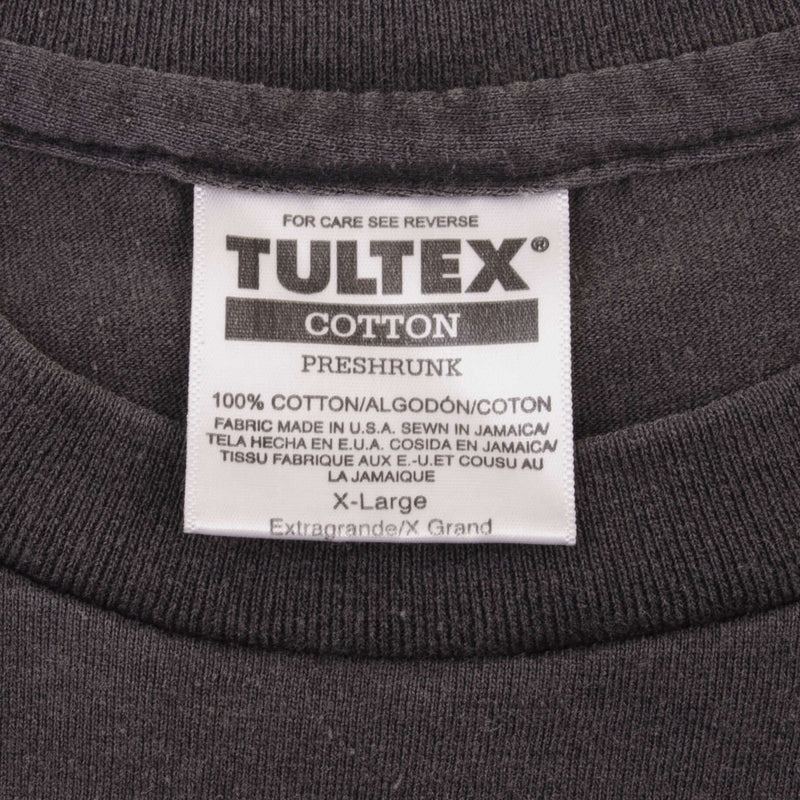 FOR CARE SEE REVERSE
TULTEX®
COTTON
PRESHRUNK
100% COTTON/ALGODÓN/COTON
FABRIC MADE IN U.S.A. SEWN IN JAMAICA/
TELA HECHA EN E.U.A. COSIDA EN JAMAICA/
TISSU FABRIQUE AUX E.-U.ET COUSU AU
LA JAMAIQUE
X-Large
Extragrande/X Grand